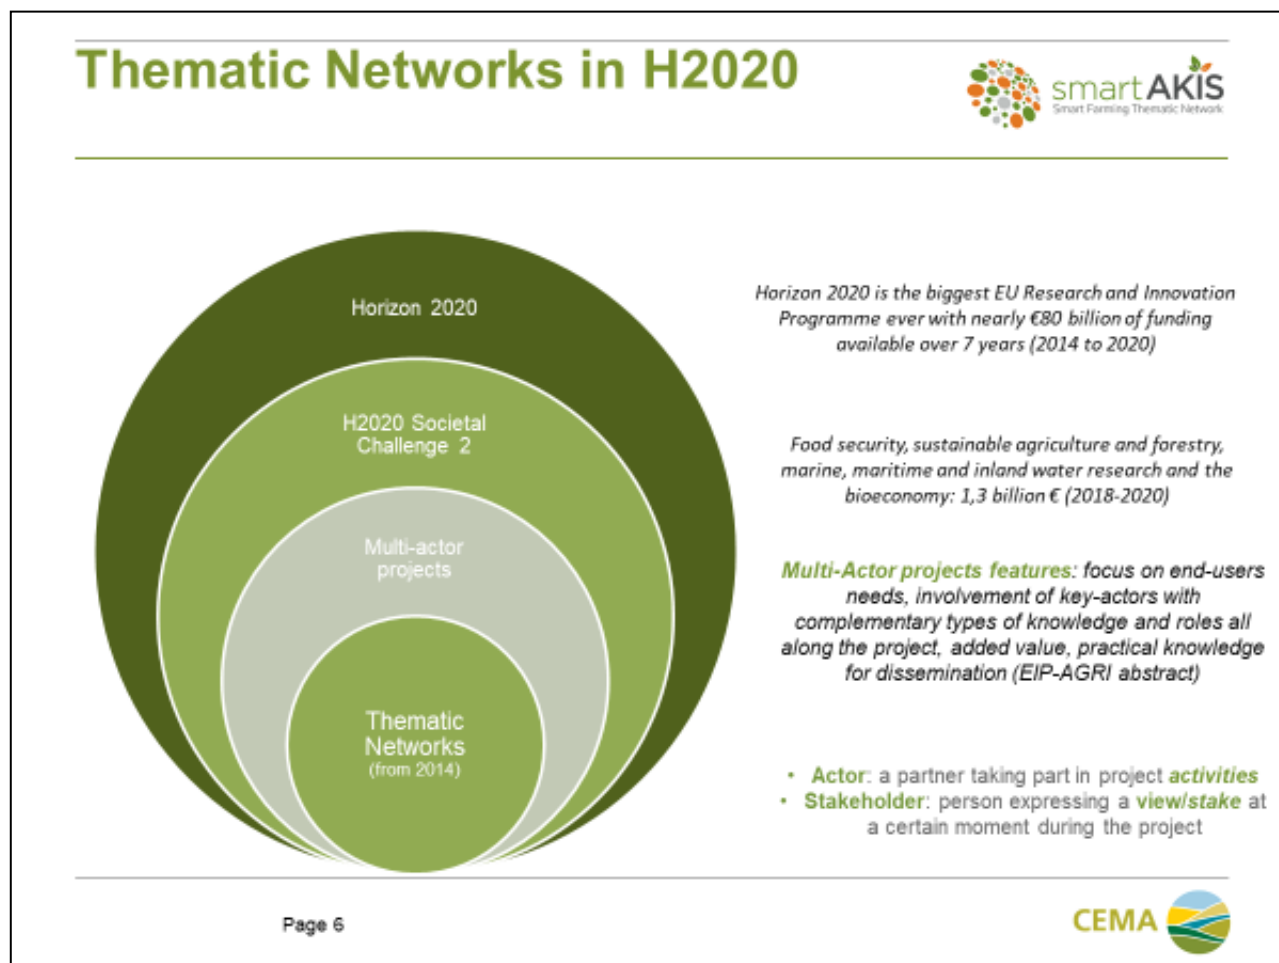 Thematic Networks in H2020
smartAKIS
Smart Farming Thematic Network
Horizon 2020
H2020 Societal
Challenge 2
Multi-actor
projects
Thematic
Networks
(from 2014)
Horizon 2020 is the biggest EU Research and Innovation
Programme ever with nearly €80 billion of funding
available over 7 years (2014 to 2020)
Food security, sustainable agriculture and forestry,
marine, maritime and inland water research and the
bioeconomy: 1,3 billion € (2018-2020)
Multi-Actor projects features: focus on end-users
needs, involvement of key-actors with
complementary types of knowledge and roles all
along the project, added value, practical knowledge
for dissemination (EIP-AGRI abstract)
• Actor: a partner taking part in project activities
• Stakeholder: person expressing a view/stake at
a certain moment during the project
Page 6
CEMA